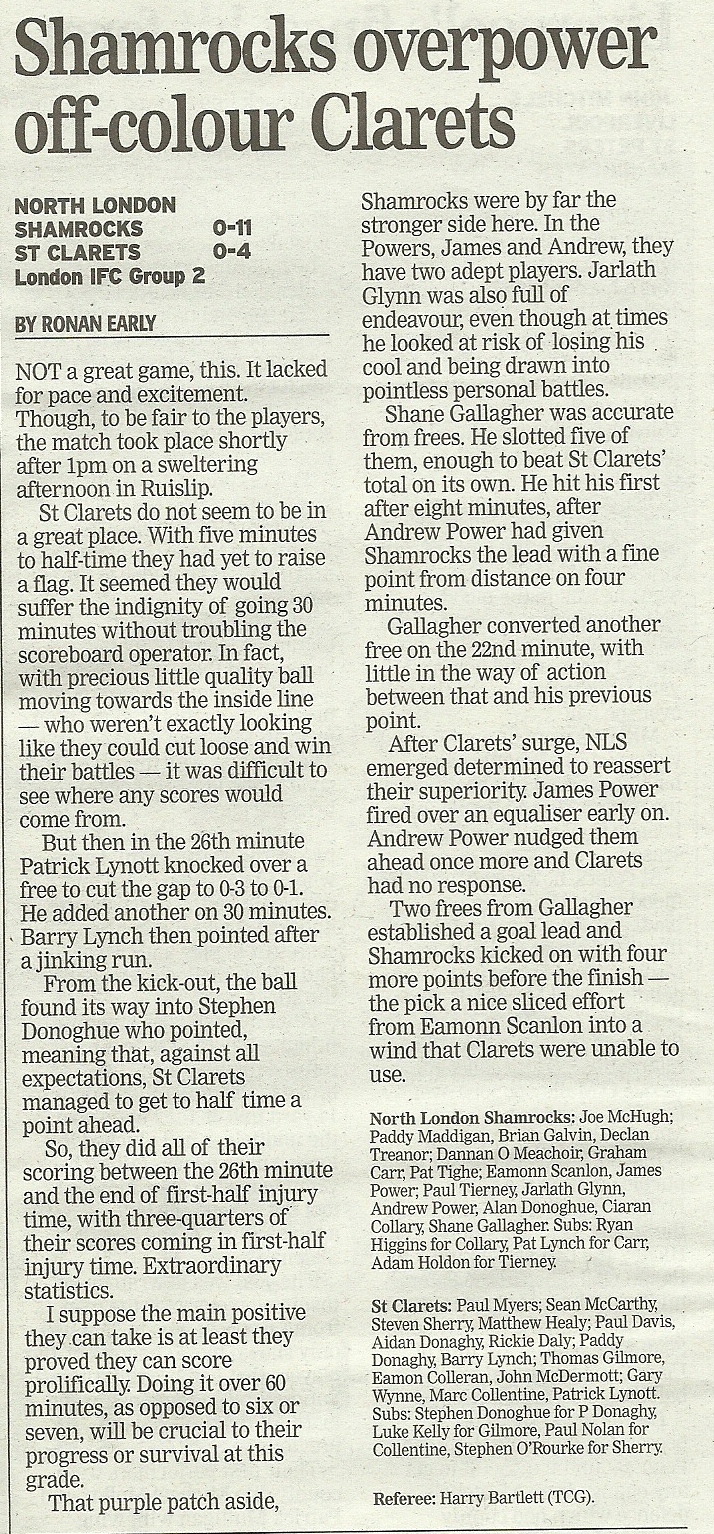 Shamrocks overpower
off-colour Clarets
NORTH LONDON
SHAMROCKS 0-11
ST CLARETS 0-4
London IFC Group 2
BY RONAN EARLY
NOT a great game, this. It lacked
for pace and excitement.
Though, to be fair to the players,
the match took place shortly
after 1pm on a sweltering
afternoon in Ruislip.
St Clarets do not seem to be in
a great place. With five minutes
to half-time they had yet to raise
a flag. It seemed they would
suffer the indignity of going 30
minutes without troubling the
scoreboard operator. In fact,
with precious little quality ball
moving towards the inside line
— who weren't exactly looking
like they could cut loose and win
their battles — it was difficult to
see where any scores would
come from.
But then in the 26th minute
Patrick Lynott knocked over a
free to cut the gap to 0-3 to 0-1.
He added another on 30 minutes.
Barry Lynch then pointed after
a jinking run.
From the kick-out, the ball
found its way into Stephen
Donoghue who pointed,
meaning that, against all
expectations, St Clarets
managed to get to half time a
point ahead.
So, they did all of their
scoring between the 26th minute
and the end of first-half injury
time, with three-quarters of
their scores coming in first-half
injury time. Extraordinary
statistics.
I suppose the main positive
they can take is at least they
proved they can score
prolifically. Doing it over 60
minutes, as opposed to six or
seven, will be crucial to their
progress or survival at this
grade.
That purple patch aside,
Shamrocks were by far the
stronger side here. In the
Powers, James and Andrew, they
have two adept players. Jarlath
Glynn was also full of
endeavour, even though at times
he looked at risk of losing his
cool and being drawn into
pointless personal battles.
Shane Gallagher was accurate
from frees. He slotted five of
them, enough to beat St Clarets'
total on its own. He hit his first
after eight minutes, after
Andrew Power had given
Shamrocks the lead with a fine
point from distance on four
minutes.
Gallagher converted another
free on the 22nd minute, with
little in the way of action
between that and his previous
point.
After Clarets' surge, NLS
emerged determined to reassert
their superiority. James Power
fired over an equaliser early on.
Andrew Power nudged them
ahead once more and Clarets
had no response.
Two frees from Gallagher
established a goal lead and
Shamrocks kicked on with four
more points before the finish —
the pick a nice sliced effort
from Eamonn Scanlon into a
wind that Clarets were unable to
use.
North London Shamrocks: Joe McHugh;
Paddy Maddigan, Brian Galvin, Declan
Treanor; Dannan O Meachoir, Graham
Carr, Pat Tighe; Eamonn Scanlon, James
Power; Paul Tierney, Jarlath Glynn,
Andrew Power, Alan Donoghue, Ciaran
Collary, Shane Gallagher. Subs: Ryan
Higgins for Collary, Pat Lynch for Carr,
Adam Holdon for Tierney.
St Clarets: Paul Myers; Sean McCarthy,
Steven Sherry, Matthew Healy; Paul Davis,
Aidan Donaghy, Rickie Daly; Paddy
Donaghy, Barry Lynch; Thomas Gilmore,
Eamon Colleran, John McDermott; Gary
Wynne, Marc Collentine, Patrick Lynott.
Subs: Stephen Donoghue for P Donaghy,
Luke Kelly for Gilmore, Paul Nolan for
Collentine, Stephen O'Rourke for Sherry.
Referee: Harry Bartlett (TCG).